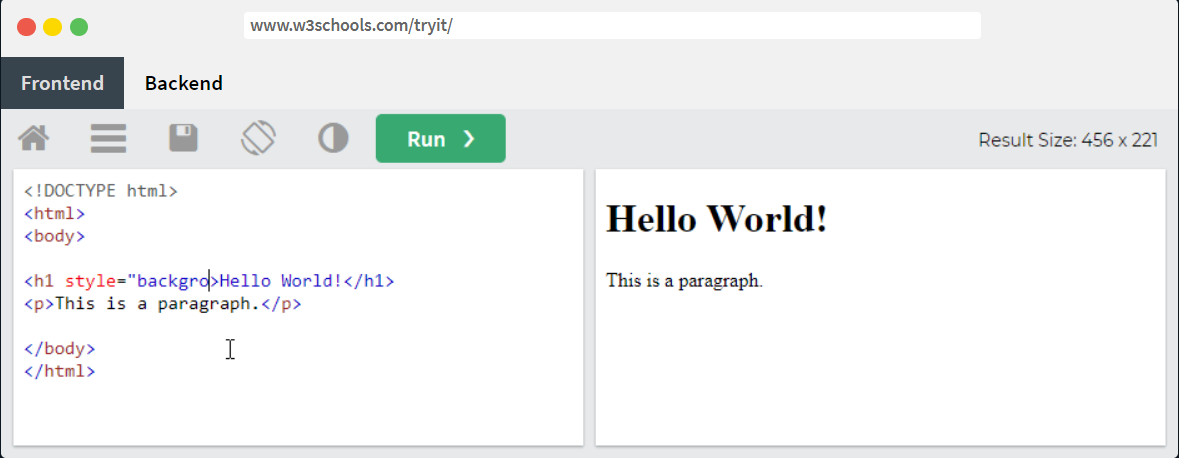 www.w3schools.com/tryit/
Frontend Backend
Run ❯ Result Size: 456 x 221
<!DOCTYPE html>
<html>
<body>
<h1 style="backgro>Hello World!</h1>
<p>This is a paragraph.</p>
</body>
</html>
Hello World!
This is a paragraph.